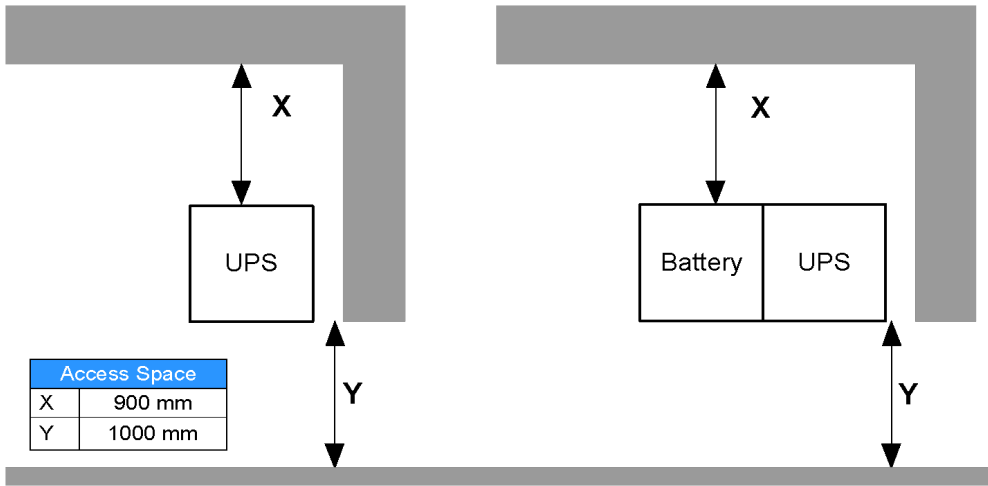 X
X
UPS
Battery UPS
Access Space
X 900 mm
Y 1000 mm
Y
Y